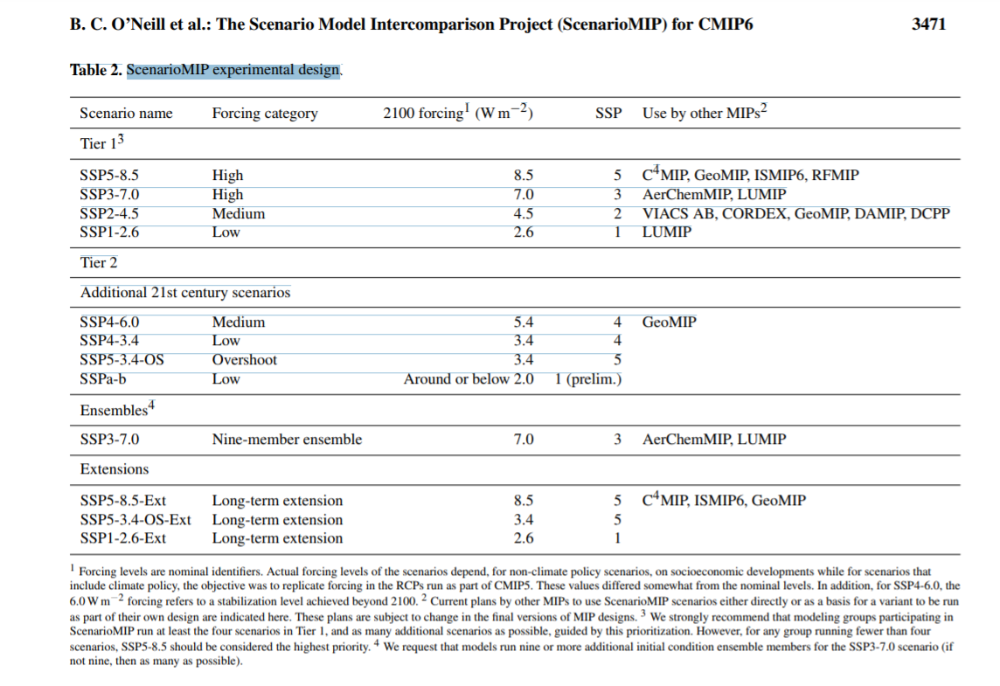 B. C. O'Neill et al.: The Scenario Model Intercomparison Project (ScenarioMIP) for CMIP6 3471
Table 2. ScenarioMIP experimental design.
Scenario name Forcing category 2100 forcing¹ (W m⁻²) SSP Use by other MIPs²
Tier 1³
SSP5-8.5 High 8.5 5 C⁴MIP, GeoMIP, ISMIP6, RFMIP
SSP3-7.0 High 7.0 3 AerChemMIP, LUMIP
SSP2-4.5 Medium 4.5 2 VIACS AB, CORDEX, GeoMIP, DAMIP, DCPP
SSP1-2.6 Low 2.6 1 LUMIP
Tier 2
Additional 21st century scenarios
SSP4-6.0 Medium 5.4 4 GeoMIP
SSP4-3.4 Low 3.4 4
SSP5-3.4-OS Overshoot 3.4 5
SSPa-b Low Around or below 2.0 1 (prelim.)
Ensembles⁴
SSP3-7.0 Nine-member ensemble 7.0 3 AerChemMIP, LUMIP
Extensions
SSP5-8.5-Ext Long-term extension 8.5 5 C⁴MIP, ISMIP6, GeoMIP
SSP5-3.4-OS-Ext Long-term extension 3.4 5
SSP1-2.6-Ext Long-term extension 2.6 1
¹ Forcing levels are nominal identifiers. Actual forcing levels of the scenarios depend, for non-climate policy scenarios, on socioeconomic developments while for scenarios that
include climate policy, the objective was to replicate forcing in the RCPs run as part of CMIP5. These values differed somewhat from the nominal levels. In addition, for SSP4-6.0, the
6.0 W m⁻² forcing refers to a stabilization level achieved beyond 2100. ² Current plans by other MIPs to use ScenarioMIP scenarios either directly or as a basis for a variant to be run
as part of their own design are indicated here. These plans are subject to change in the final versions of MIP designs. ³ We strongly recommend that modeling groups participating in
ScenarioMIP run at least the four scenarios in Tier 1, and as many additional scenarios as possible, guided by this prioritization. However, for any group running fewer than four
scenarios, SSP5-8.5 should be considered the highest priority. ⁴ We request that models run nine or more additional initial condition ensemble members for the SSP3-7.0 scenario (if
not nine, then as many as possible).